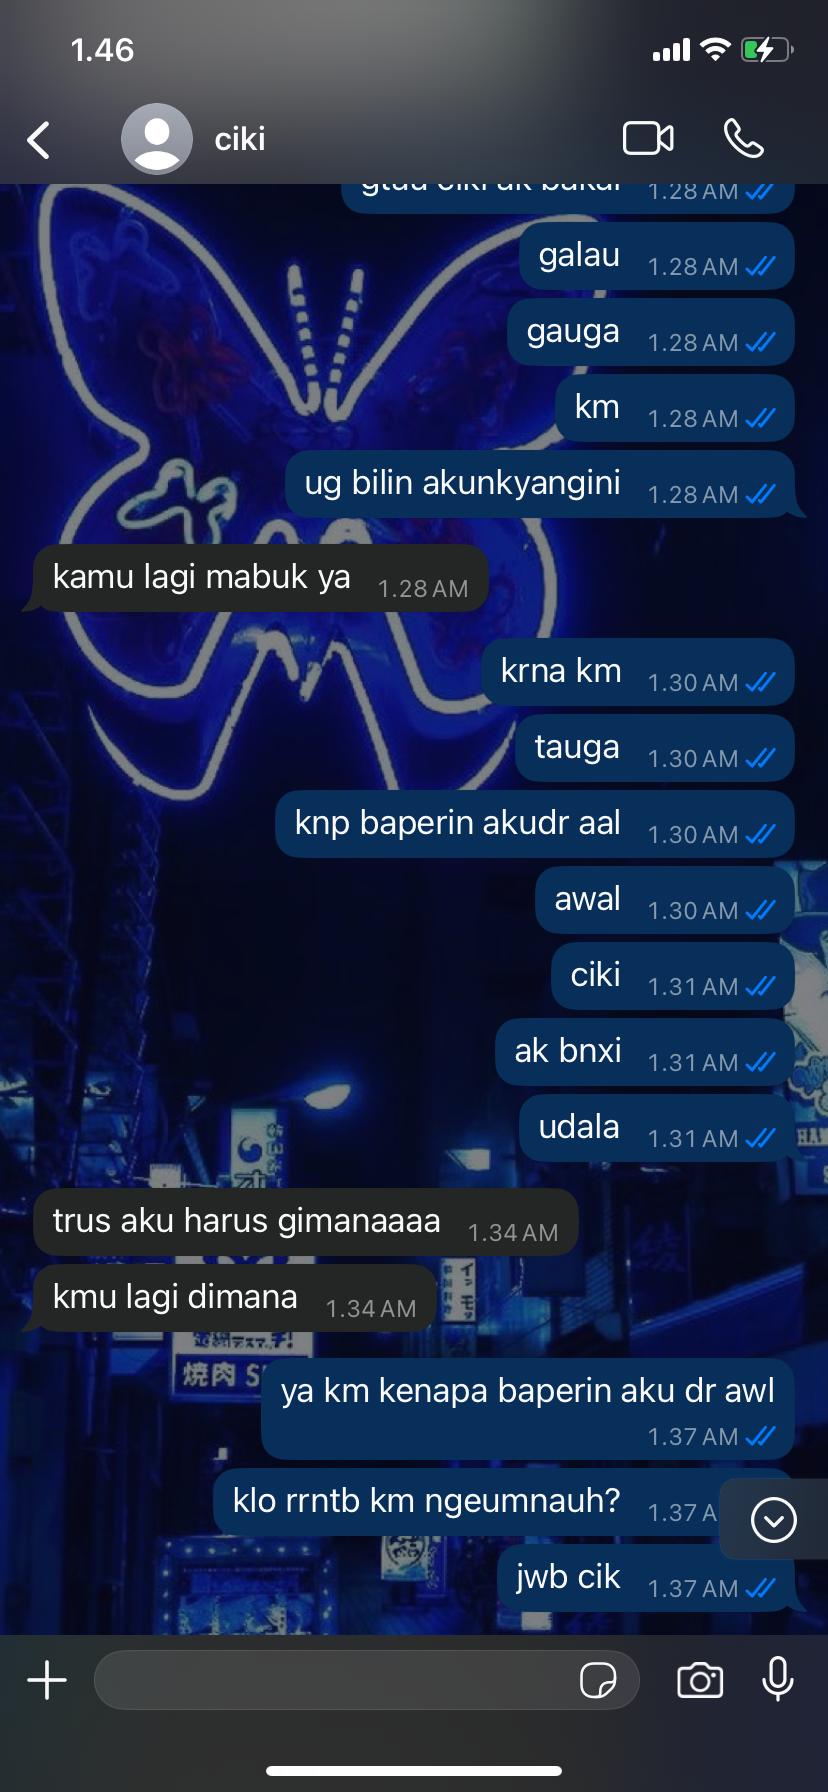 1.46
ciki
1.28 AM
galau 1.28 AM
gauga 1.28 AM
km 1.28 AM
ug bilin akunkyangini 1.28 AM
kamu lagi mabuk ya 1.28 AM
krna km 1.30 AM
tauga 1.30 AM
knp baperin akudr aal 1.30 AM
awal 1.30 AM
ciki 1.31 AM
ak bnxi 1.31 AM
udala 1.31 AM
trus aku harus gimanaaaa 1.34 AM
kmu lagi dimana 1.34 AM
焼肉 S
ya km kenapa baperin aku dr awl
1.37 AM
klo rrntb km ngeumnauh? 1.37 A
jwb cik 1.37 AM